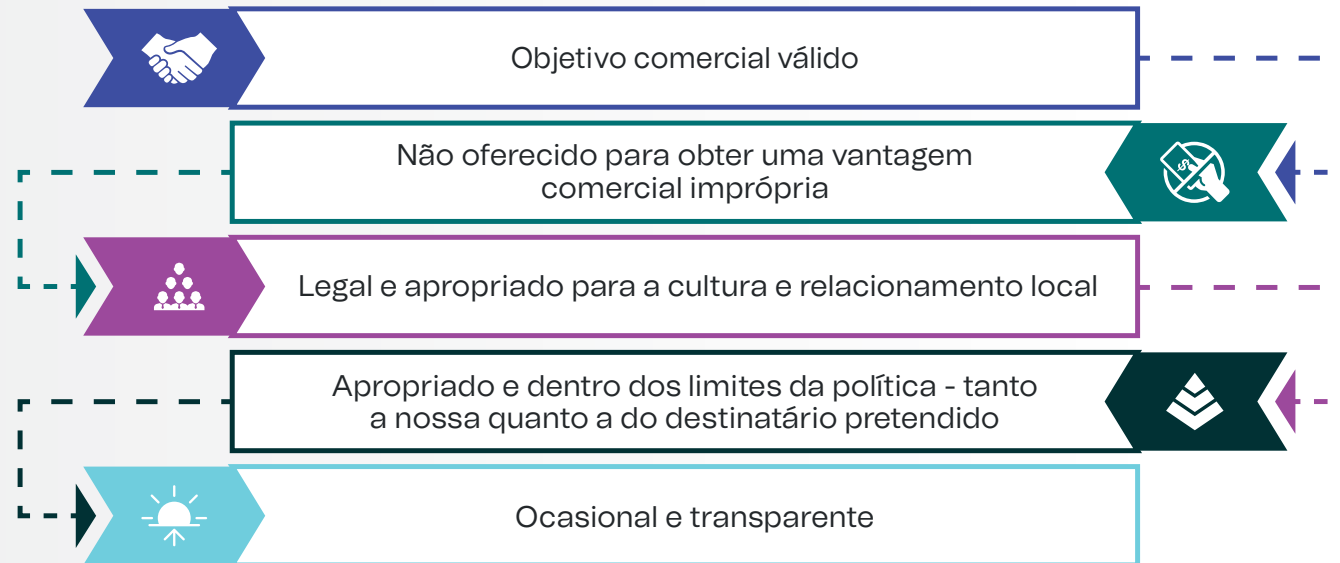 Objetivo comercial válido
Não oferecido para obter uma vantagem
comercial imprópria
Legal e apropriado para a cultura e relacionamento local
Apropriado e dentro dos limites da política - tanto
a nossa quanto a do destinatário pretendido
Ocasional e transparente